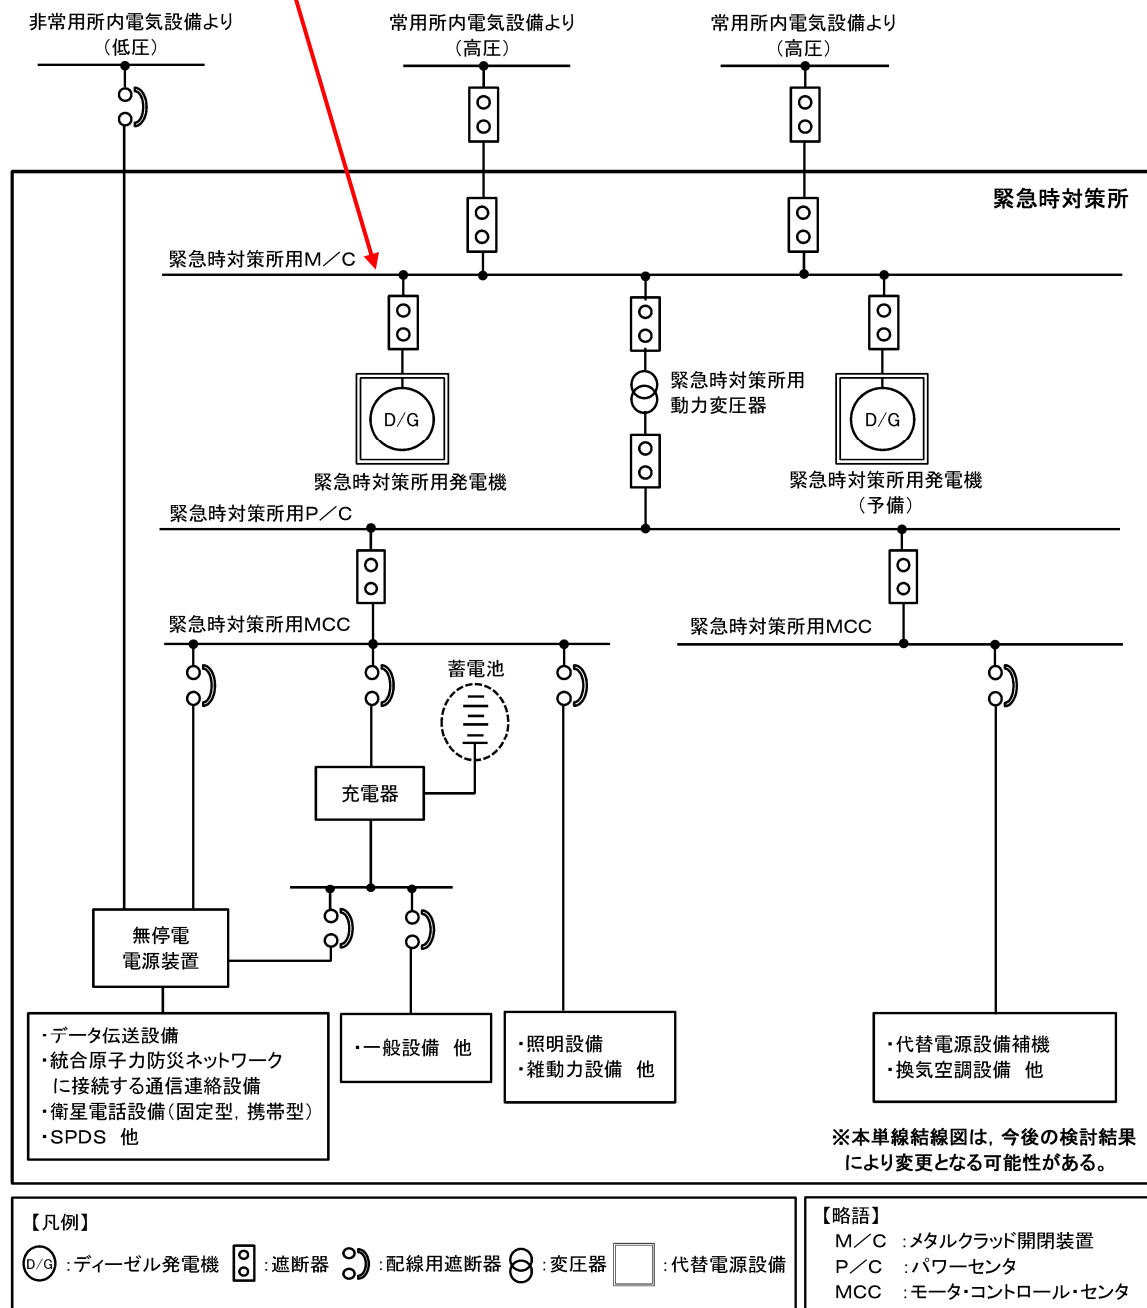 非常用所内電気設備より
（低圧）
常用所内電気設備より
（高圧）
常用所内電気設備より
（高圧）
緊急時対策所
緊急時対策所用M／C
D/G
緊急時対策所用発電機
緊急時対策所用
動力変圧器
D/G
緊急時対策所用発電機
（予備）
緊急時対策所用P／C
緊急時対策所用MCC
緊急時対策所用MCC
蓄電池
充電器
無停電
電源装置
・データ伝送設備
・統合原子力防災ネットワーク
に接続する通信連絡設備
・衛星電話設備（固定型，携帯型）
・SPDS 他
・一般設備 他
・照明設備
・雑動力設備 他
・代替電源設備補機
・換気空調設備 他
※本単線結線図は，今後の検討結果
により変更となる可能性がある。
【凡例】
D/G ：ディーゼル発電機 ：遮断器 ：配線用遮断器 ：変圧器 ：代替電源設備
【略語】
M／C ：メタルクラッド開閉装置
P／C ：パワーセンタ
MCC ：モータ・コントロール・センタ